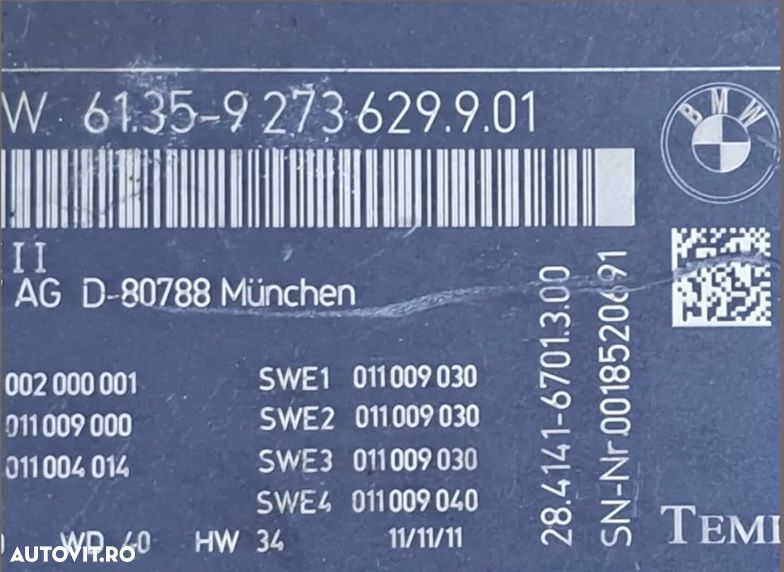 W 61.35-9 273 629.9.01
BMW
II
AG D-80788 München
002 000 001 SWE1 011 009 030
011 009 000 SWE2 011 009 030
011 004 014 SWE3 011 009 030
SWE4 011 009 040
WD 40 HW 34 11/11/11
28.4141-6701.3.00
SN-Nr.0018520691
TEMI
AUTOVIT.RO